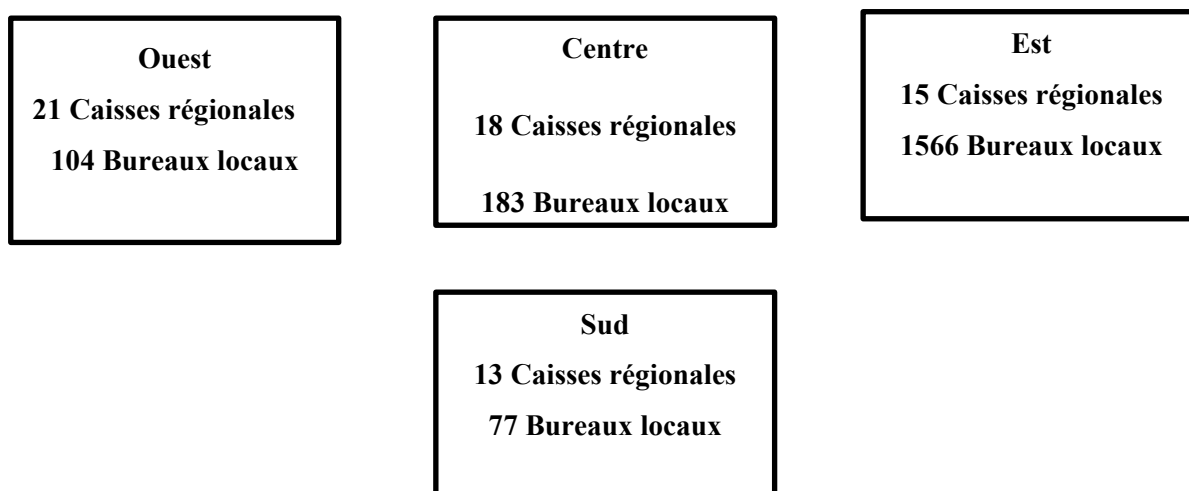 Ouest
21 Caisses régionales
104 Bureaux locaux
Centre
18 Caisses régionales
183 Bureaux locaux
Est
15 Caisses régionales
1566 Bureaux locaux
Sud
13 Caisses régionales
77 Bureaux locaux